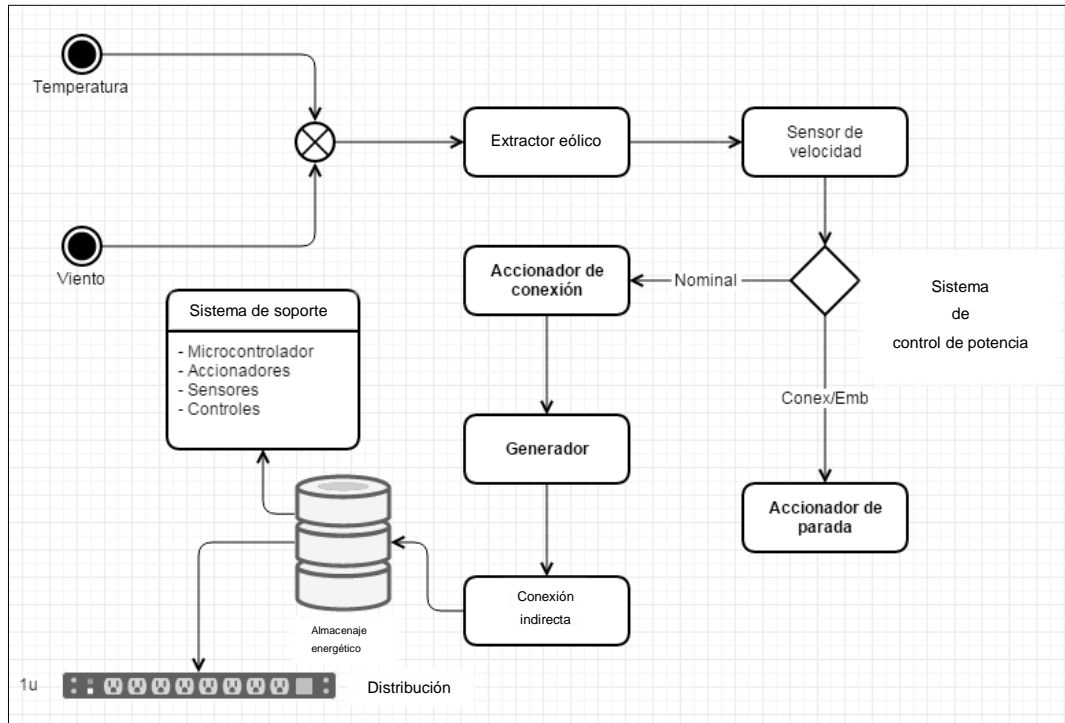 Temperatura
Extractor eólico
Sensor de
velocidad
Viento
Accionador de
conexión
Nominal
Sistema
de
control de potencia
Sistema de soporte
- Microcontrolador
- Accionadores
- Sensores
- Controles
Conex/Emb
Generador
Accionador de
parada
Conexión
indirecta
Almacenaje
energético
1u
Distribución